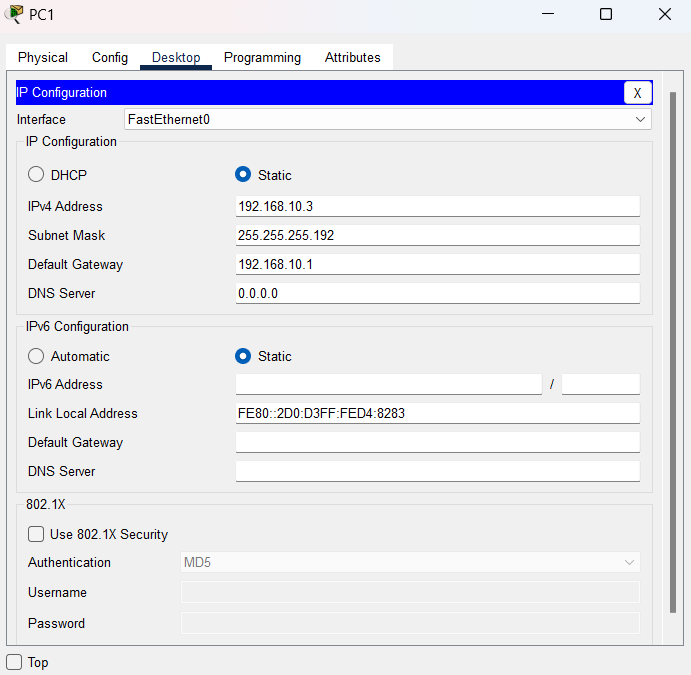 PC1
Physical Config Desktop Programming Attributes
IP Configuration X
Interface FastEthernet0
IP Configuration
DHCP Static
IPv4 Address 192.168.10.3
Subnet Mask 255.255.255.192
Default Gateway 192.168.10.1
DNS Server 0.0.0.0
IPv6 Configuration
Automatic Static
IPv6 Address /
Link Local Address FE80::2D0:D3FF:FED4:8283
Default Gateway
DNS Server
802.1X
Use 802.1X Security
Authentication MD5
Username
Password
Top